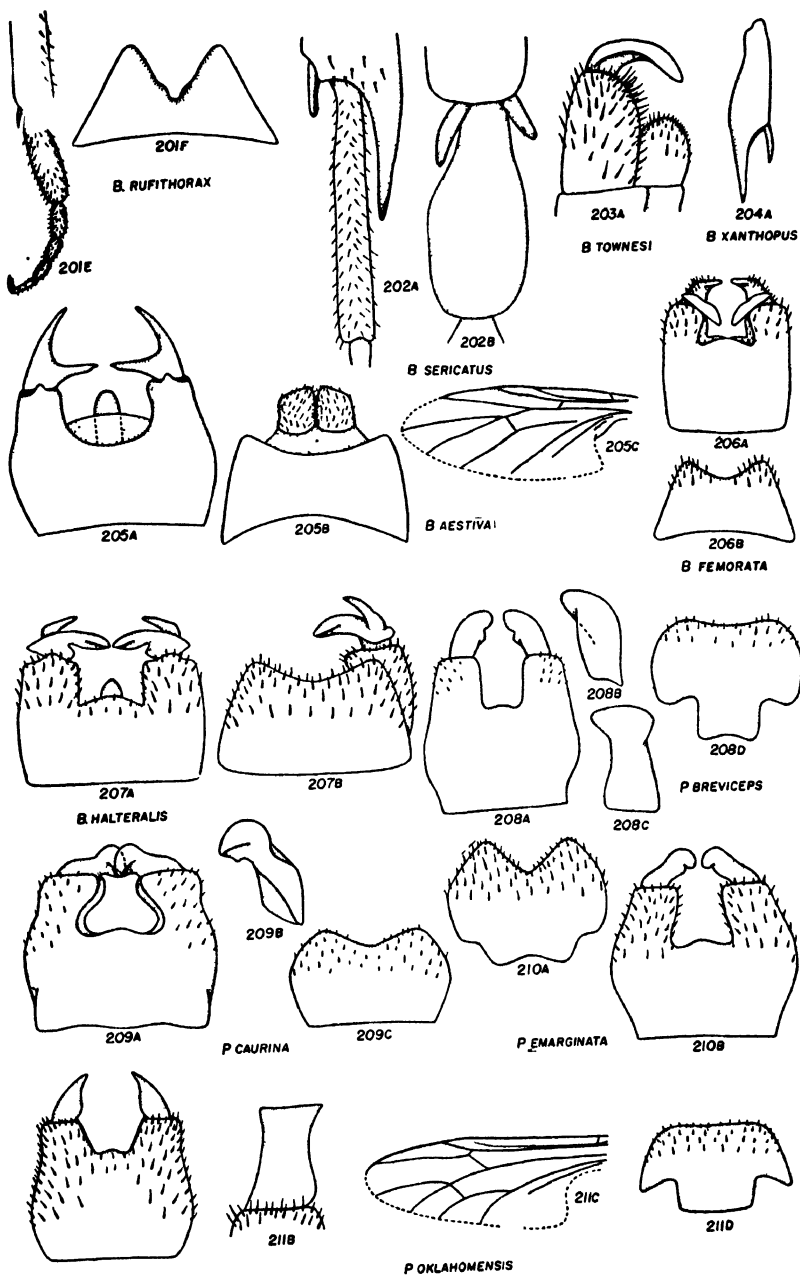 201F
B. RUFITHORAX
201E
202A
202B
B SERICATUS
203A
B TOWNESI
204A
B XANTHOPUS
205A
205B
205C
B AESTIVA
206A
206B
B FEMORATA
207A
207B
B. HALTERALIS
208A
208B
208C
208D
P BREVICEPS
209A
209B
209C
P CAURINA
210A
210B
P EMARGINATA
211B
211C
211D
P OKLAHOMENSIS